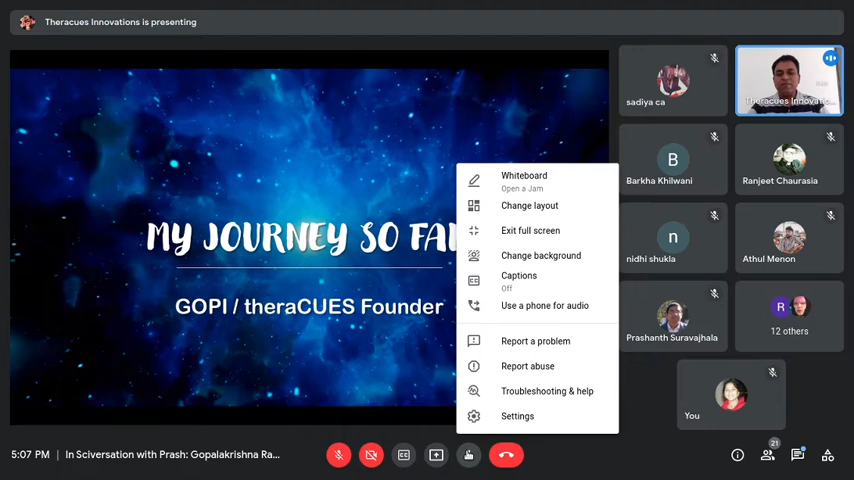 Theracues Innovations is presenting
MY JOURNEY SO FA
GOPI / theraCUES Founder
Whiteboard
Open a Jam
Change layout
Exit full screen
Change background
Captions
Off
Use a phone for audio
Report a problem
Report abuse
Troubleshooting & help
Settings
sadiya ca
Theracues Innovatio...
B
Barkha Khilwani
Ranjeet Chaurasia
n
nidhi shukla
Athul Menon
Prashanth Suravajhala
R
12 others
You
5:07 PM | In Sciversation with Prash: Gopalakrishna Ra...
21